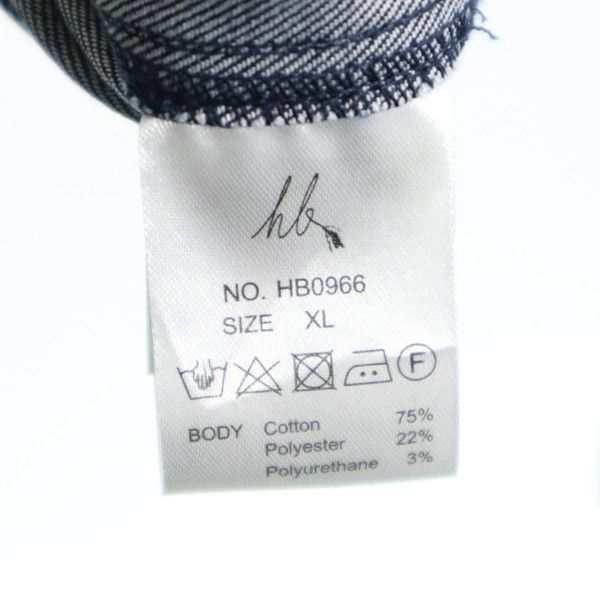 hb
NO. HB0966
SIZE XL
F
BODY Cotton 75%
Polyester 22%
Polyurethane 3%